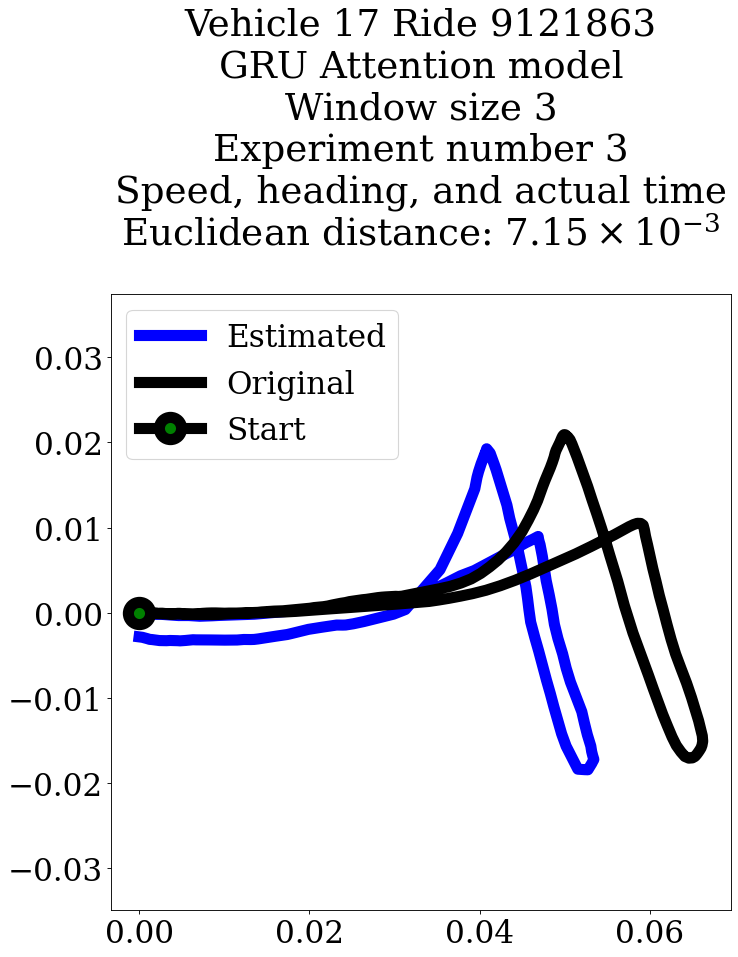 Vehicle 17 Ride 9121863
GRU Attention model
Window size 3
Experiment number 3
Speed, heading, and actual time
Euclidean distance: 7.15 × 10⁻³
Estimated
Original
Start
0.03
0.02
0.01
0.00
−0.01
−0.02
−0.03
0.00 0.02 0.04 0.06